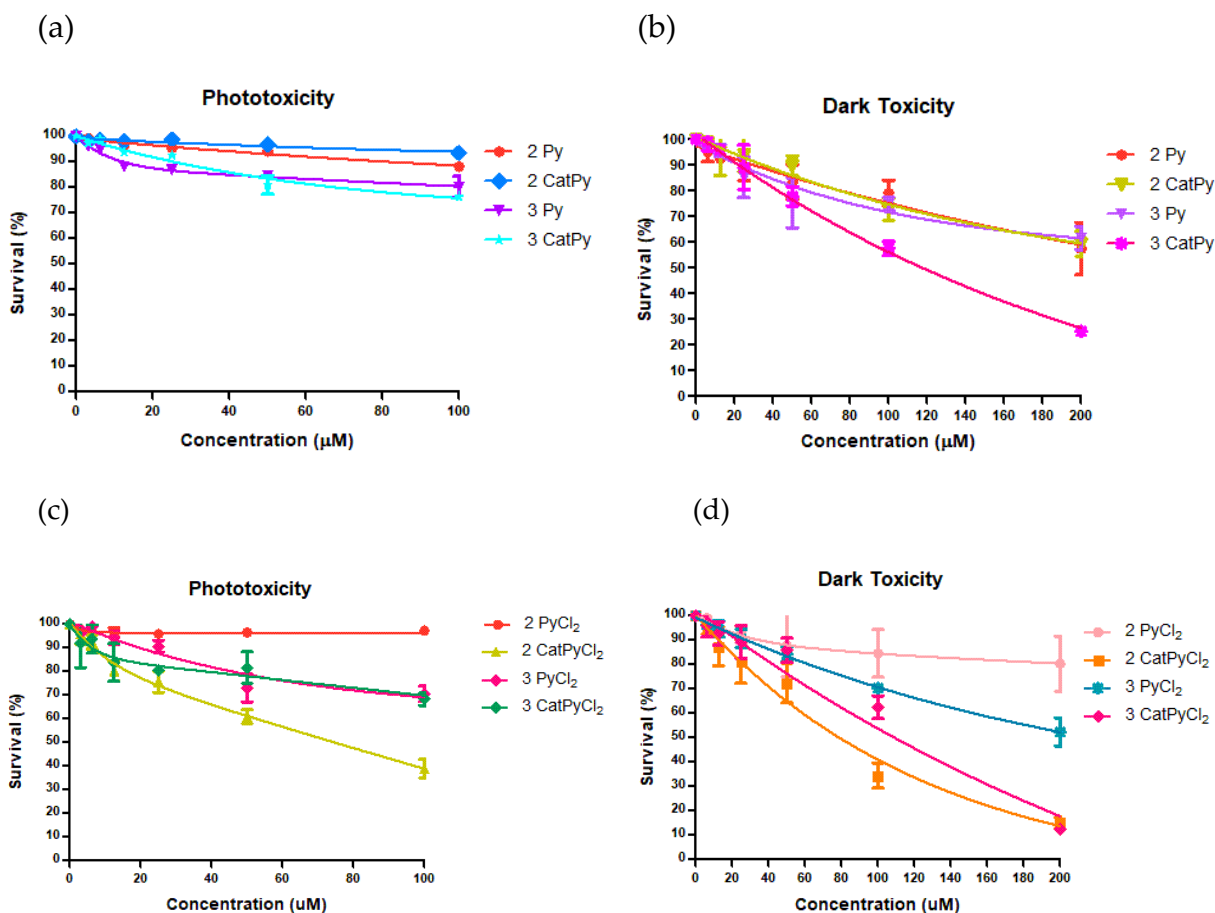 (a)
Phototoxicity
Survival (%)
100
90
80
70
60
50
40
30
20
10
0
0 20 40 60 80 100
Concentration (μM)
2 Py
2 CatPy
3 Py
3 CatPy
(b)
Dark Toxicity
Survival (%)
100
90
80
70
60
50
40
30
20
10
0
0 20 40 60 80 100 120 140 160 180 200
Concentration (μM)
2 Py
2 CatPy
3 Py
3 CatPy
(c)
Phototoxicity
Survival (%)
100
90
80
70
60
50
40
30
20
10
0
0 20 40 60 80 100
Concentration (uM)
2 PyCl₂
2 CatPyCl₂
3 PyCl₂
3 CatPyCl₂
(d)
Dark Toxicity
Survival (%)
100
90
80
70
60
50
40
30
20
10
0
0 20 40 60 80 100 120 140 160 180 200
Concentration (uM)
2 PyCl₂
2 CatPyCl₂
3 PyCl₂
3 CatPyCl₂